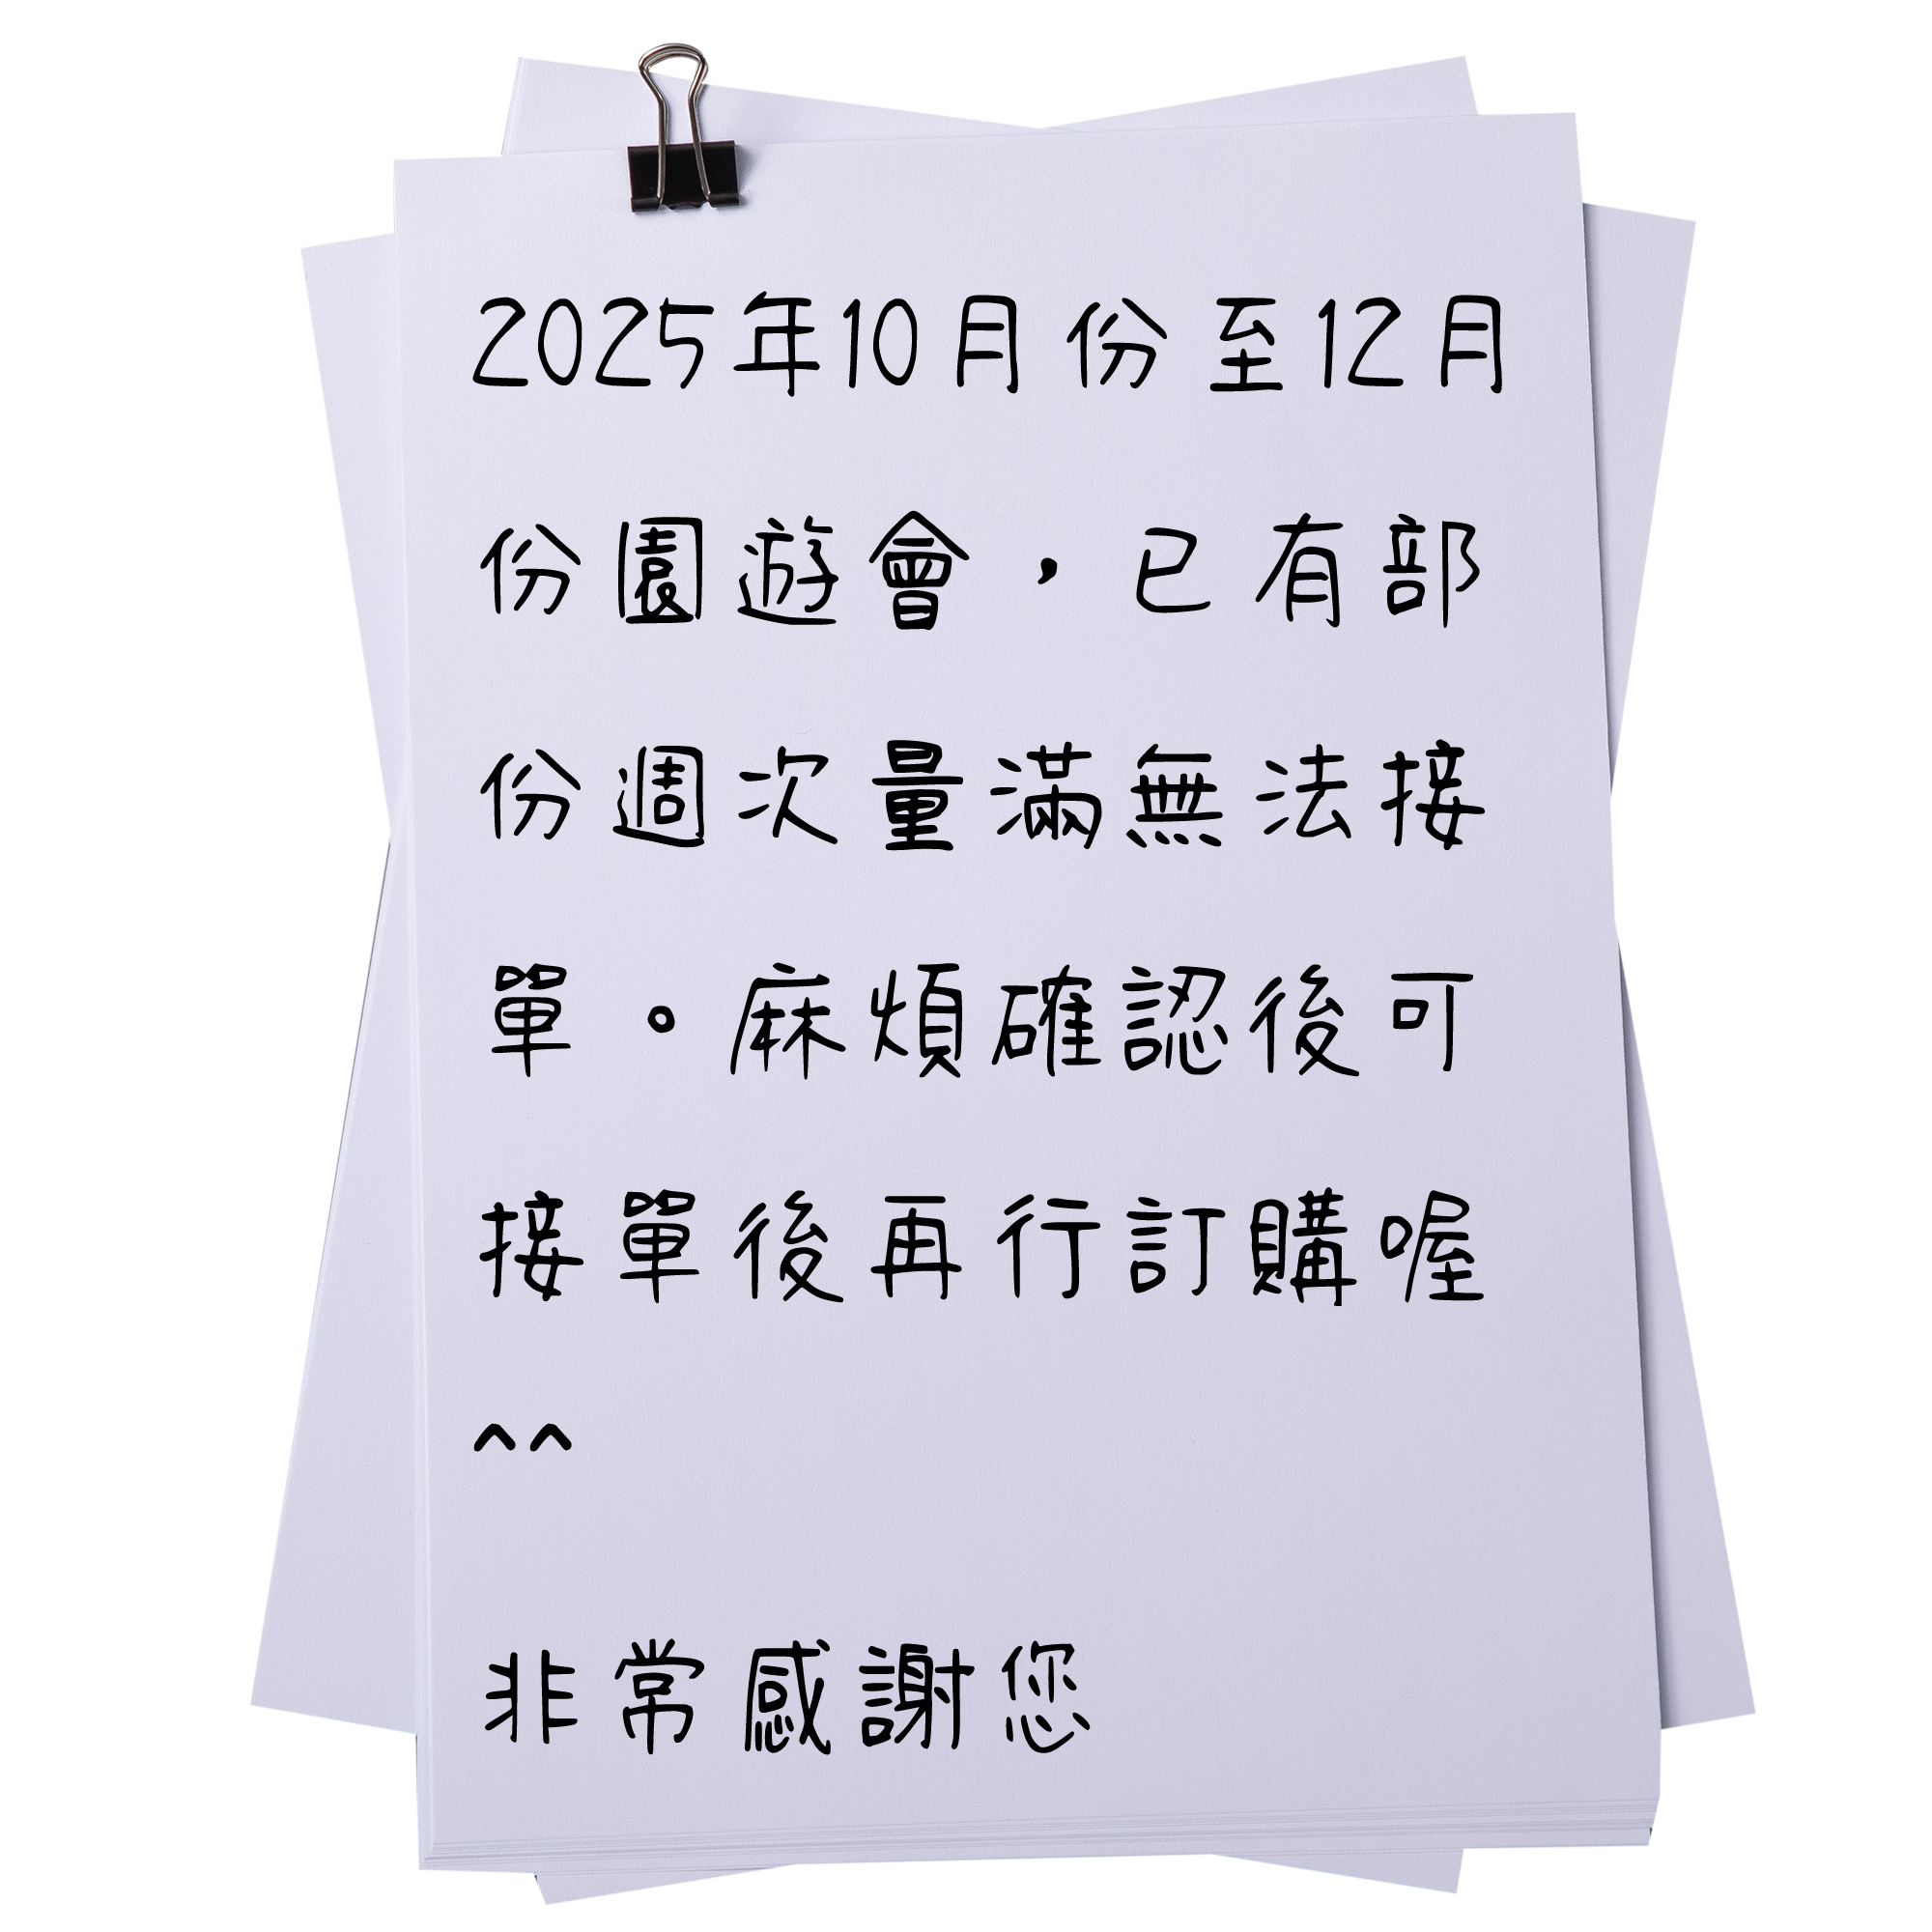 2025年10月份至12月
份園遊會，已有部
份週次量滿無法接
單。麻煩確認後可
接單後再行訂購喔
^^
非常感謝您